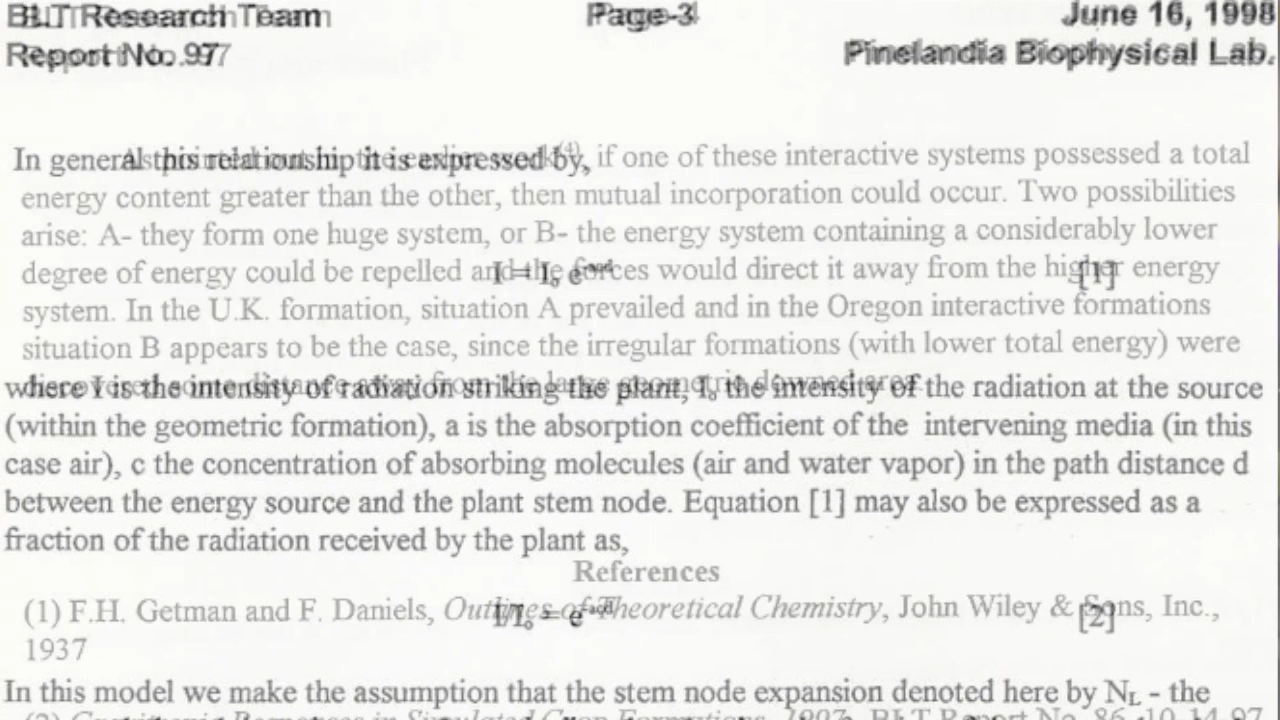 BLT Research Team
Page-3
June 16, 1998
Report No. 97
Pinelandia Biophysical Lab.
In general this relationship it is expressed by,
if one of these interactive systems possessed a total
energy content greater than the other, then mutual incorporation could occur. Two possibilities
arise: A- they form one huge system, or B- the energy system containing a considerably lower
degree of energy could be repelled and the forces would direct it away from the higher energy
[1]
system. In the U.K. formation, situation A prevailed and in the Oregon interactive formations
situation B appears to be the case, since the irregular formations (with lower total energy) were
where I is the intensity of radiation striking the plant, I₀ the intensity of the radiation at the source
(within the geometric formation), a is the absorption coefficient of the intervening media (in this
case air), c the concentration of absorbing molecules (air and water vapor) in the path distance d
between the energy source and the plant stem node. Equation [1] may also be expressed as a
fraction of the radiation received by the plant as,
References
(1) F.H. Getman and F. Daniels, Outlines of Theoretical Chemistry, John Wiley & Sons, Inc.,
[2]
1937
In this model we make the assumption that the stem node expansion denoted here by N_L - the